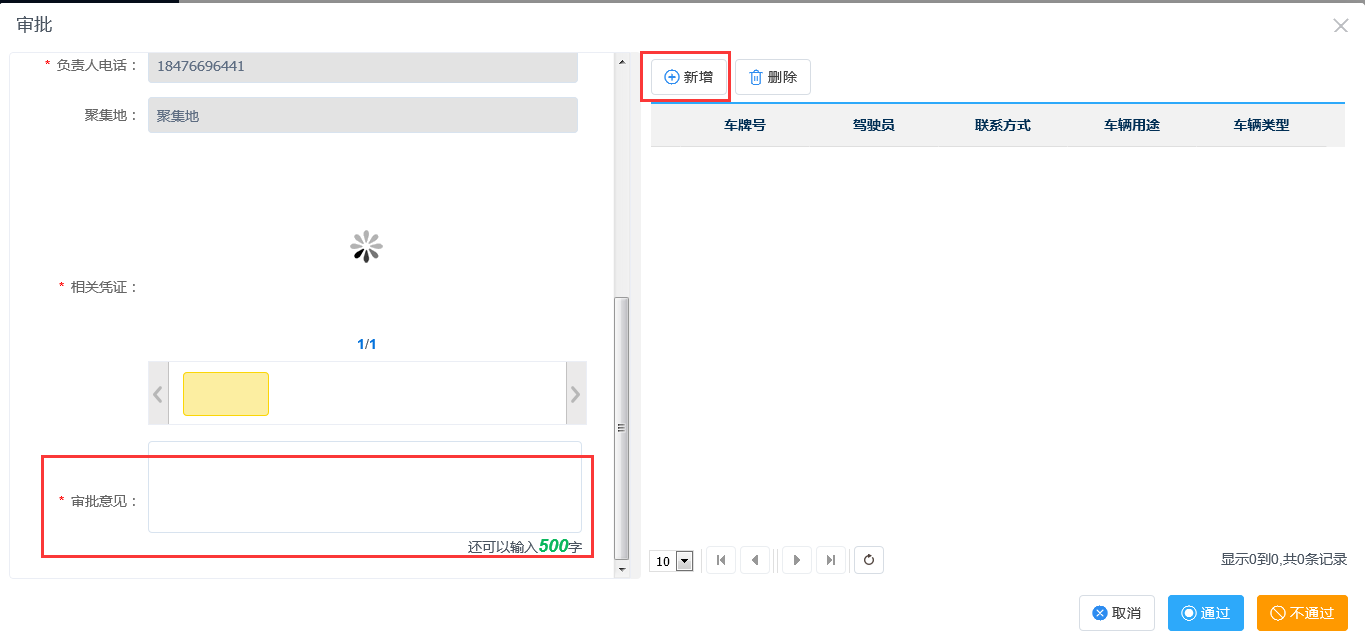 审批
* 负责人电话： 18476696441
聚集地： 聚集地
* 相关凭证：
1/1
* 审批意见：
还可以输入500字
新增 删除
车牌号 驾驶员 联系方式 车辆用途 车辆类型
10
显示0到0,共0条记录
取消 通过 不通过